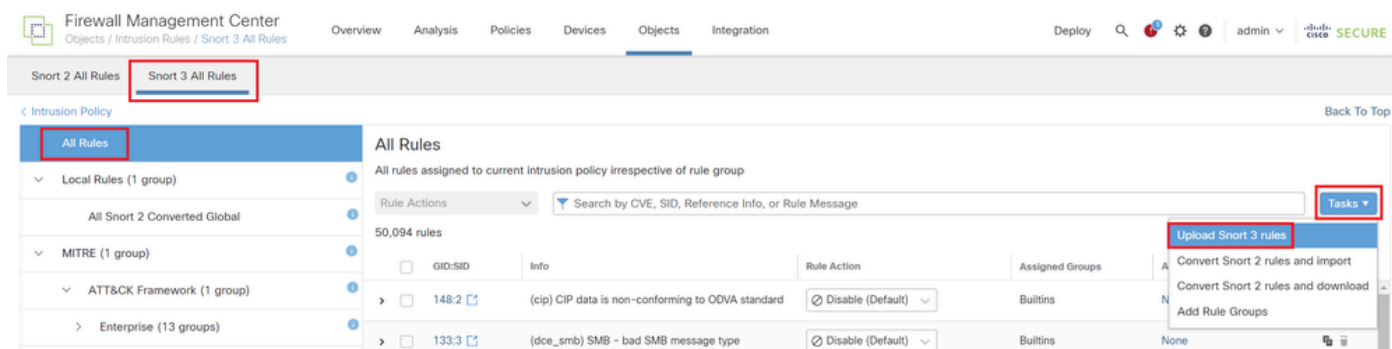 Firewall Management Center
Objects / Intrusion Rules / Snort 3 All Rules
Overview Analysis Policies Devices Objects Integration
Deploy 3 admin
cisco SECURE
Snort 2 All Rules Snort 3 All Rules
< Intrusion Policy
Back To Top
All Rules
Local Rules (1 group)
All Snort 2 Converted Global
MITRE (1 group)
ATT&CK Framework (1 group)
Enterprise (13 groups)
All Rules
All rules assigned to current intrusion policy irrespective of rule group
Rule Actions
Search by CVE, SID, Reference Info, or Rule Message
Tasks
Upload Snort 3 rules
Convert Snort 2 rules and import
Convert Snort 2 rules and download
Add Rule Groups
50,094 rules
GID:SID Info Rule Action Assigned Groups
148:2 (cip) CIP data is non-conforming to ODVA standard Disable (Default) Builtins
133:3 (dce_smb) SMB - bad SMB message type Disable (Default) Builtins None